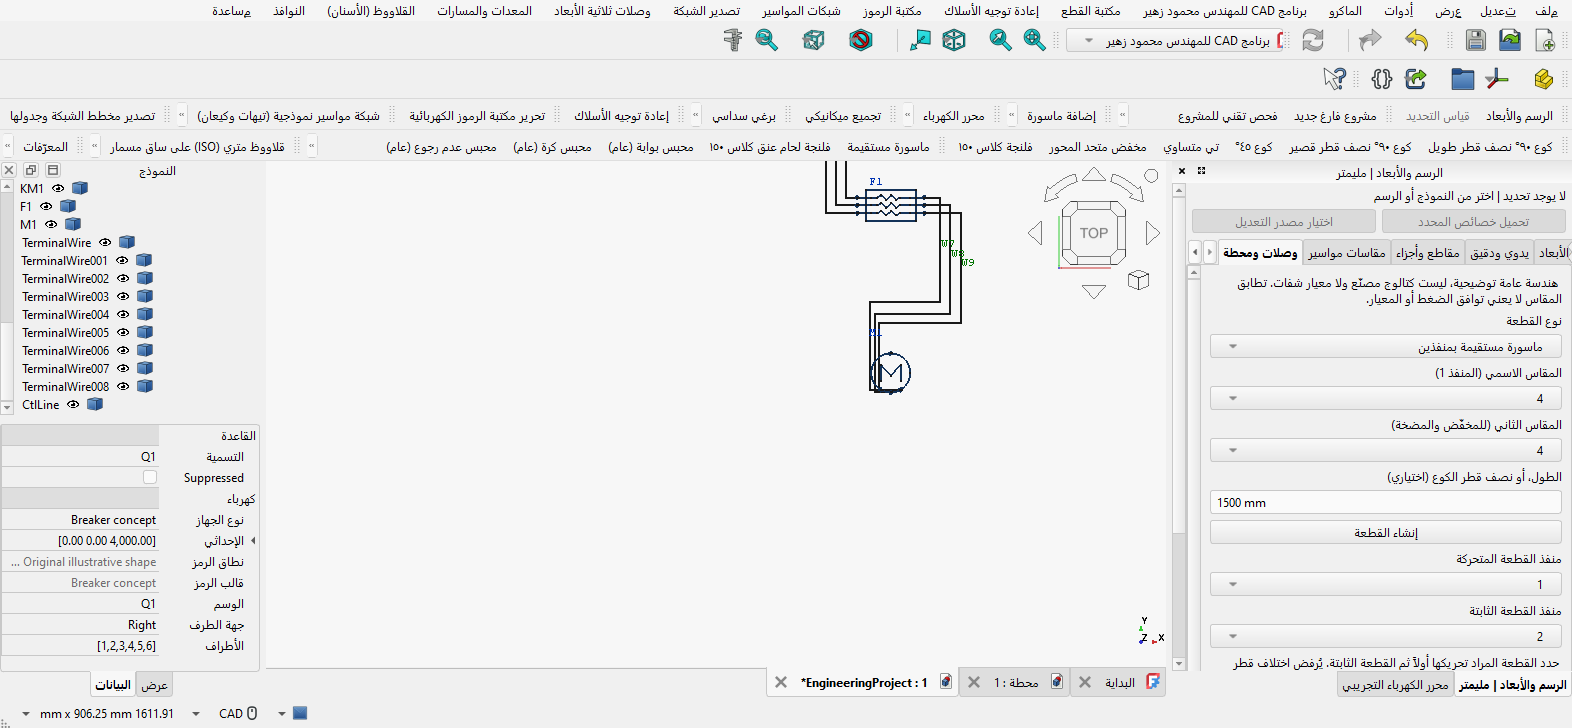 ملف تعديل عرض أدوات الماكرو برنامج CAD للمهندس محمود زهير مكتبة القطع إعادة توجيه الأسلاك مكتبة الرموز شبكات المواسير تصدير الشبكة وصلات ثلاثية الأبعاد المعدات والمسارات القلاووظ (الأسنان) النوافذ مساعدة
برنامج CAD للمهندس محمود زهير
الرسم والأبعاد قياس التحديد مشروع فارغ جديد فحص تقني للمشروع » إضافة ماسورة » محرر الكهرباء » تجميع ميكانيكي برغي سداسي » إعادة توجيه الأسلاك تحرير مكتبة الرموز الكهربائية شبكة مواسير نموذجية (تيهات وكيعان) » تصدير مخطط الشبكة وجدولها
كوع ٩٠° نصف قطر طويل كوع ٩٠° نصف قطر قصير كوع ٤٥° تي متساوي مخفض متحد المحور فلنجة كلاس ١٥٠ ماسورة مستقيمة فلنجة لحام عنق كلاس ١٥٠ محبس بوابة (عام) محبس كرة (عام) محبس عدم رجوع (عام) » قلاووظ متري (ISO) على ساق مسمار » المعرّفات »
النموذج
KM1
F1
M1
TerminalWire
TerminalWire001
TerminalWire002
TerminalWire003
TerminalWire004
TerminalWire005
TerminalWire006
TerminalWire007
TerminalWire008
CtlLine
القاعدة
التسمية Q1
Suppressed
كهرباء
نوع الجهاز Breaker concept
الإحداثي [0.00 0.00 4,000.00]
نطاق الرمز Original illustrative shape ...
قالب الرمز Breaker concept
الوسم Q1
جهة الطرف Right
الأطراف [1,2,3,4,5,6]
عرض البيانات
F1
W7
W8
W9
M
TOP
Y
Z X
الرسم والأبعاد | مليمتر
لا يوجد تحديد | اختر من النموذج أو الرسم
تحميل خصائص المحدد اختيار مصدر التعديل
الأبعاد يدوي ودقيق مقاطع وأجزاء مقاسات مواسير وصلات ومحطة
هندسة عامة توضيحية، ليست كتالوج مصنّع ولا معيار شفات. تطابق
المقاس لا يعني توافق الضغط أو المعيار.
نوع القطعة
ماسورة مستقيمة بمنفذين
المقاس الاسمي (المنفذ 1)
4
المقاس الثاني (للمخفّض والمضخة)
4
الطول، أو نصف قطر الكوع (اختياري)
1500 mm
إنشاء القطعة
منفذ القطعة المتحركة
1
منفذ القطعة الثابتة
2
حدد القطعة المراد تحريكها أولاً ثم القطعة الثابتة. يُرفض اختلاف قطر
الرسم والأبعاد | مليمتر محرر الكهرباء التجريبي
البداية
محطة : 1
EngineeringProject : 1*
CAD
1611.91 mm x 906.25 mm